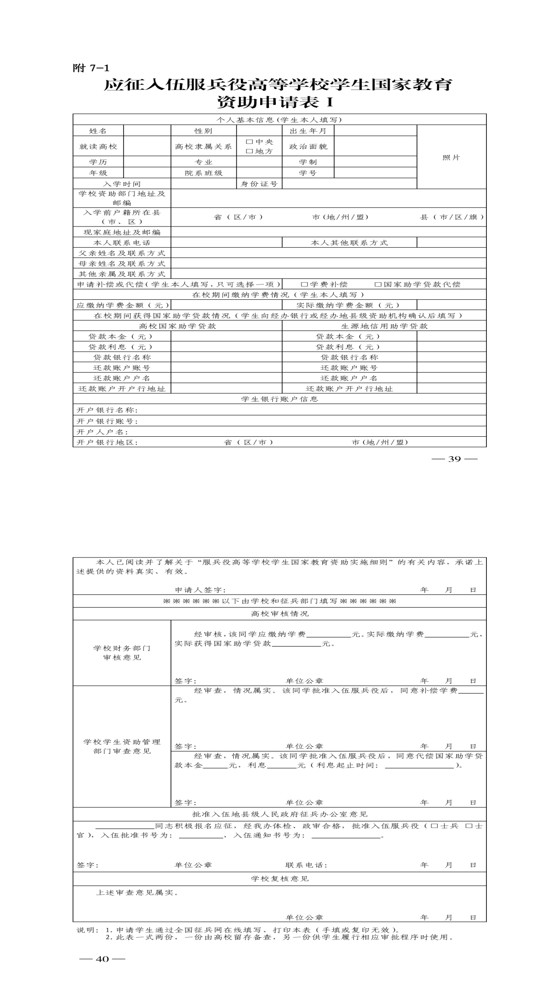 附 7–1
应征入伍服兵役高等学校学生国家教育
资助申请表 I
个人基本信息(学生本人填写)
姓名 性别 出生年月
就读高校 高校隶属关系 □中央 □地方 政治面貌
照片
学历 专业 学制
年级 院系班级 学号
入学时间 身份证号
学校资助部门地址及
邮编
入学前户籍所在县
(市、区)
省(区/市) 市(地/州/盟) 县(市/区/旗)
现家庭地址及邮编
本人联系电话 本人其他联系方式
父亲姓名及联系方式
母亲姓名及联系方式
其他亲属及联系方式
申请补偿或代偿(学生本人填写,只可选择一项) □学费补偿 □国家助学贷款代偿
在校期间缴纳学费情况(学生本人填写)
应缴纳学费金额(元) 实际缴纳学费金额(元)
在校期间获得国家助学贷款情况(学生向经办银行或经办地县级资助机构确认后填写)
高校国家助学贷款 生源地信用助学贷款
贷款本金(元) 贷款本金(元)
贷款利息(元) 贷款利息(元)
贷款银行名称 贷款银行名称
还款账户账号 还款账户账号
还款账户户名 还款账户户名
还款账户开户行地址 还款账户开户行地址
学生银行账户信息
开户银行名称:
开户银行账号:
开户人户名:
开户银行地区: 省(区/市) 市(地/州/盟)
— 39 —
本人已阅读并了解关于“服兵役高等学校学生国家教育资助实施细则”的有关内容,承诺上
述提供的资料真实、有效。
申请人签字: 年 月 日
※※※※※※以下由学校和征兵部门填写※※※※※※
高校审核情况
学校财务部门
审核意见
经审核,该同学应缴纳学费_____元。实际缴纳学费_____元,
实际获得国家助学贷款_____元。
签字: 单位公章 年 月 日
学校学生资助管理
部门审查意见
经审查,情况属实。该同学批准入伍服兵役后,同意补偿学费_____
元。
签字: 单位公章 年 月 日
经审查,情况属实。该同学批准入伍服兵役后,同意代偿国家助学贷
款本金_____元,利息_____元(利息起止时间:_____)。
签字: 单位公章 年 月 日
批准入伍地县级人民政府征兵办公室意见
_____同志积极报名应征,经我办体检、政审合格,批准入伍服兵役(□士兵 □士
官),入伍批准书号为:_____,入伍通知书号为:_____。
签字: 单位公章 联系电话: 年 月 日
学校复核意见
上述审查意见属实。
单位公章 年 月 日
说明:1.申请学生通过全国征兵网在线填写、打印本表(手填或复印无效)。
2.此表一式两份,一份由高校留存备查,另一份供学生履行相应审批程序时使用。
— 40 —